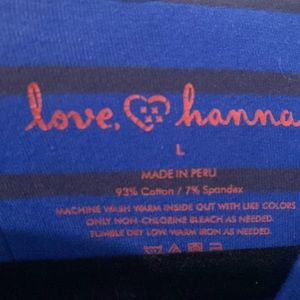 love, hanna
L
MADE IN PERU
93% Cotton / 7% Spandex
MACHINE WASH WARM INSIDE OUT WITH LIKE COLORS
ONLY NON-CHLORINE BLEACH AS NEEDED.
TUMBLE DRY LOW. WARM IRON AS NEEDED.